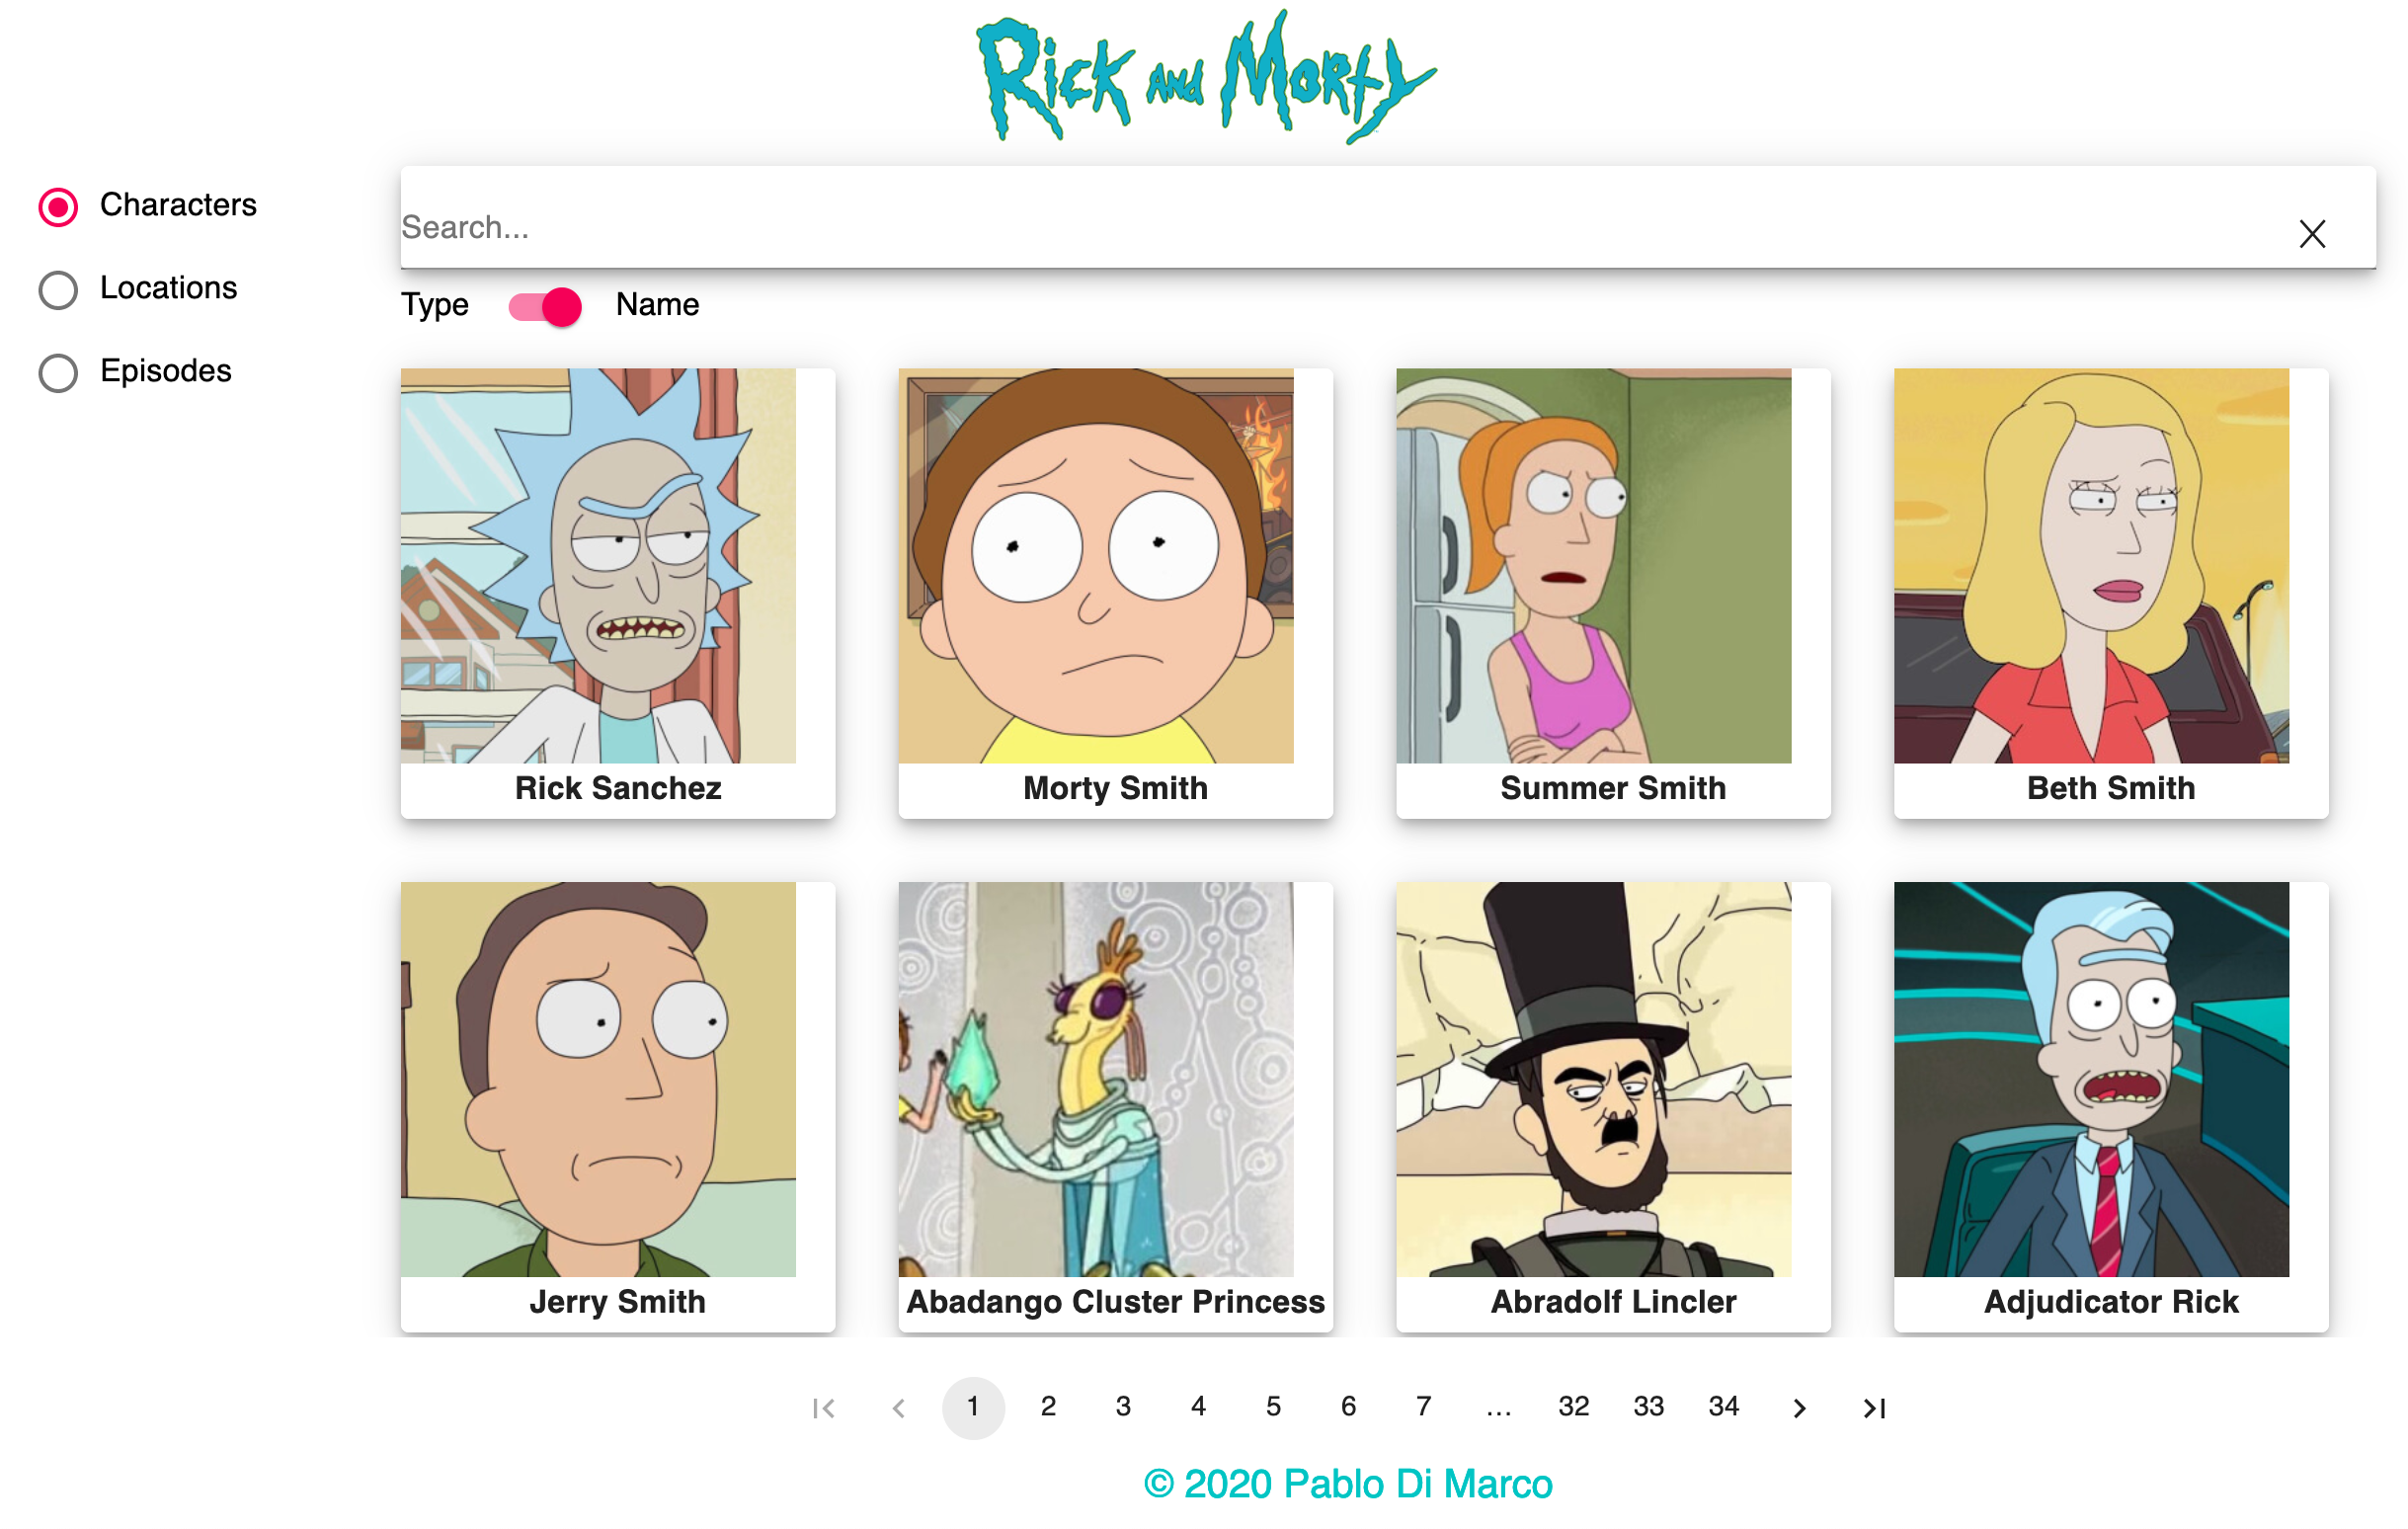 Rick and Morty
Characters
Locations
Episodes
Search...
Type Name
Rick Sanchez
Morty Smith
Summer Smith
Beth Smith
Jerry Smith
Abadango Cluster Princess
Abradolf Lincler
Adjudicator Rick
1 2 3 4 5 6 7 ... 32 33 34
© 2020 Pablo Di Marco